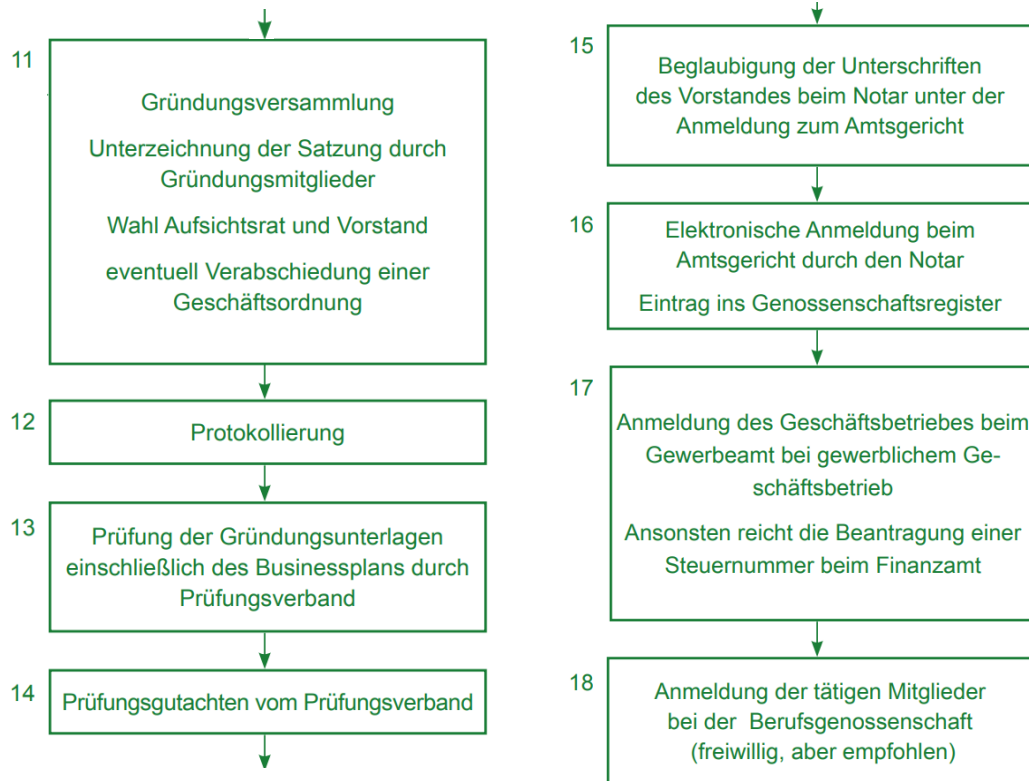 11
Gründungsversammlung
Unterzeichnung der Satzung durch
Gründungsmitglieder
Wahl Aufsichtsrat und Vorstand
eventuell Verabschiedung einer
Geschäftsordnung
12
Protokollierung
13
Prüfung der Gründungsunterlagen
einschließlich des Businessplans durch
Prüfungsverband
14
Prüfungsgutachten vom Prüfungsverband
15
Beglaubigung der Unterschriften
des Vorstandes beim Notar unter der
Anmeldung zum Amtsgericht
16
Elektronische Anmeldung beim
Amtsgericht durch den Notar
Eintrag ins Genossenschaftsregister
17
Anmeldung des Geschäftsbetriebes beim
Gewerbeamt bei gewerblichem Ge-
schäftsbetrieb
Ansonsten reicht die Beantragung einer
Steuernummer beim Finanzamt
18
Anmeldung der tätigen Mitglieder
bei der Berufsgenossenschaft
(freiwillig, aber empfohlen)